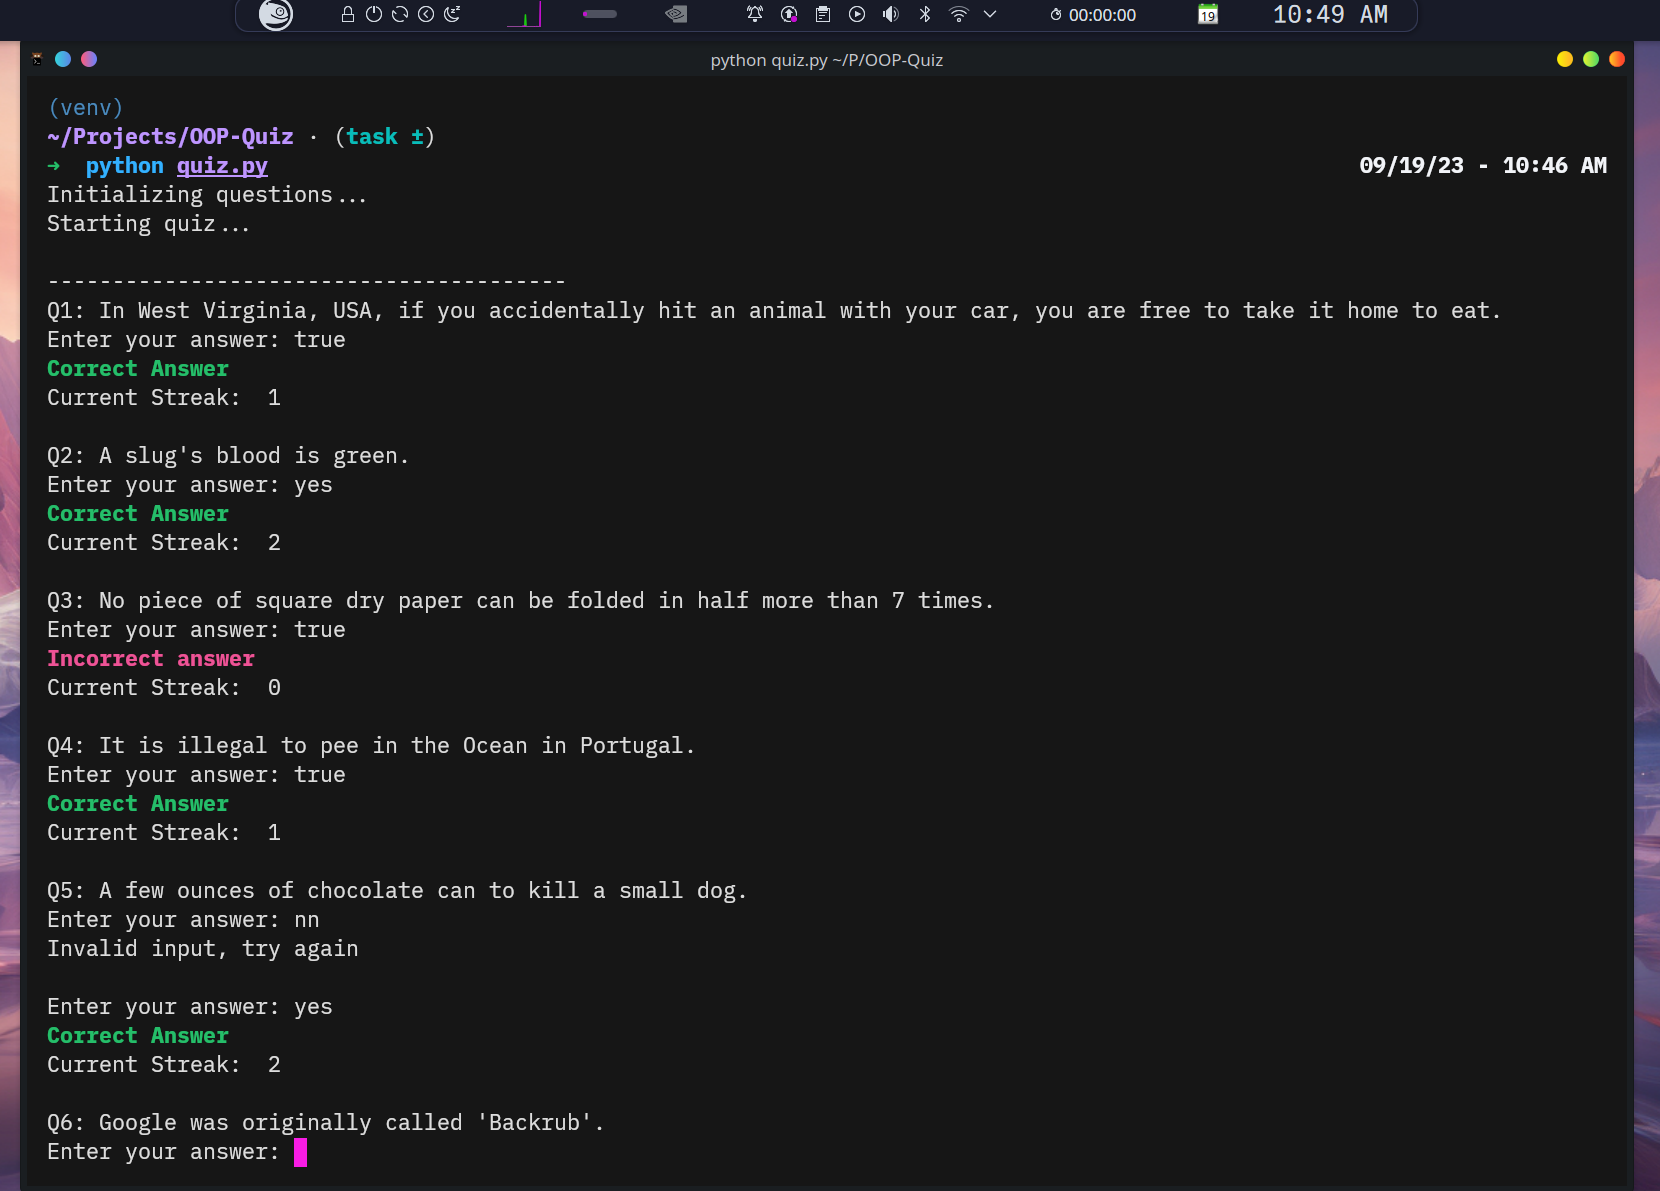 00:00:00
19
10:49 AM
python quiz.py ~/P/OOP-Quiz
(venv)
~/Projects/OOP-Quiz · (task ±)
→ python quiz.py 09/19/23 - 10:46 AM
Initializing questions...
Starting quiz...
----------------------------------------
Q1: In West Virginia, USA, if you accidentally hit an animal with your car, you are free to take it home to eat.
Enter your answer: true
Correct Answer
Current Streak:  1
Q2: A slug's blood is green.
Enter your answer: yes
Correct Answer
Current Streak:  2
Q3: No piece of square dry paper can be folded in half more than 7 times.
Enter your answer: true
Incorrect answer
Current Streak:  0
Q4: It is illegal to pee in the Ocean in Portugal.
Enter your answer: true
Correct Answer
Current Streak:  1
Q5: A few ounces of chocolate can to kill a small dog.
Enter your answer: nn
Invalid input, try again
Enter your answer: yes
Correct Answer
Current Streak:  2
Q6: Google was originally called 'Backrub'.
Enter your answer: